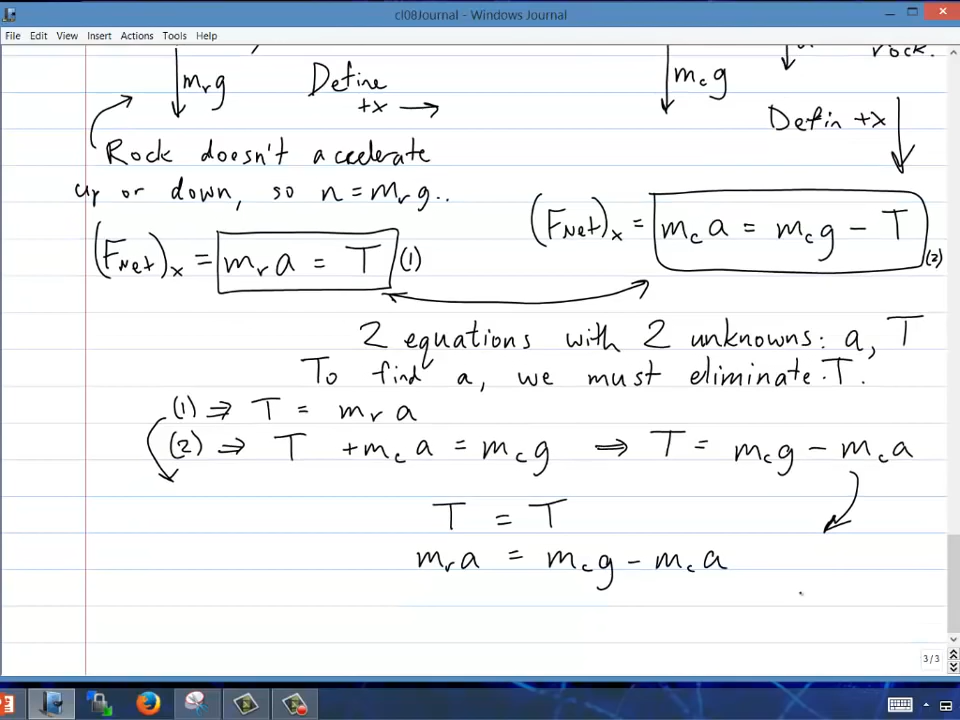 cl08Journal - Windows Journal
File Edit View Insert Actions Tools Help
rock.
m_r g
Define
+x
m_c g
Defin +x
Rock doesn't accelerate
up or down, so n = m_r g..
(F_Net)_x = m_r a = T (1)
(F_Net)_x = m_c a = m_c g - T (2)
2 equations with 2 unknowns: a, T
To find a, we must eliminate T.
(1) ⇒ T = m_r a
(2) ⇒ T + m_c a = m_c g ⇒ T = m_c g - m_c a
T = T
m_r a = m_c g - m_c a
3/3